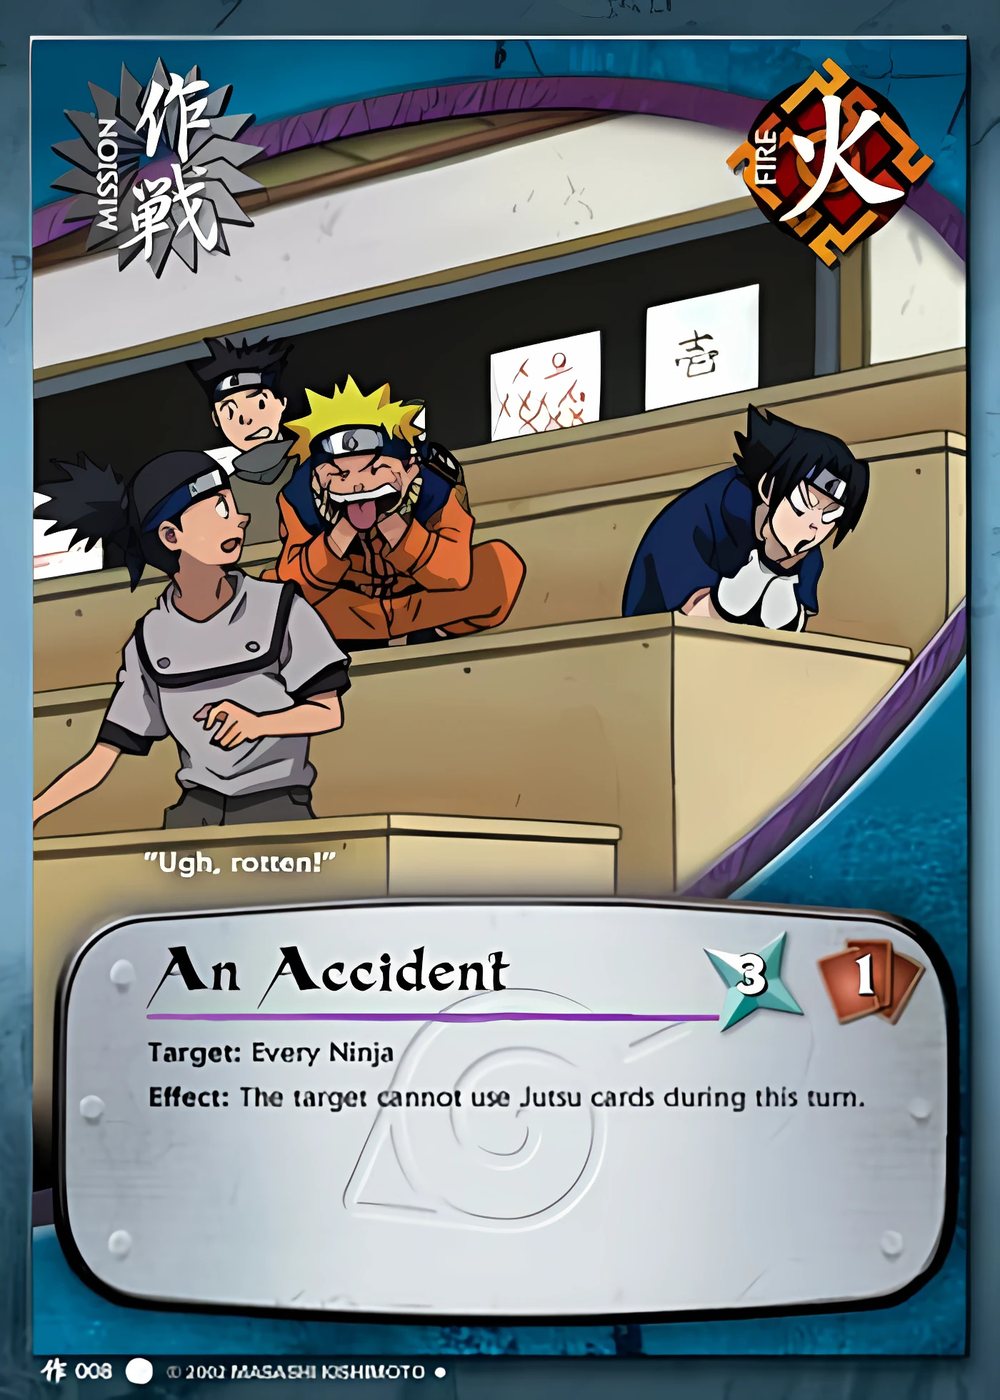 作戦
MISSION
火
FIRE
壱
"Ugh, rotten!"
An Accident
3
1
Target: Every Ninja
Effect: The target cannot use Jutsu cards during this turn.
作 008 © 2002 MASASHI KISHIMOTO